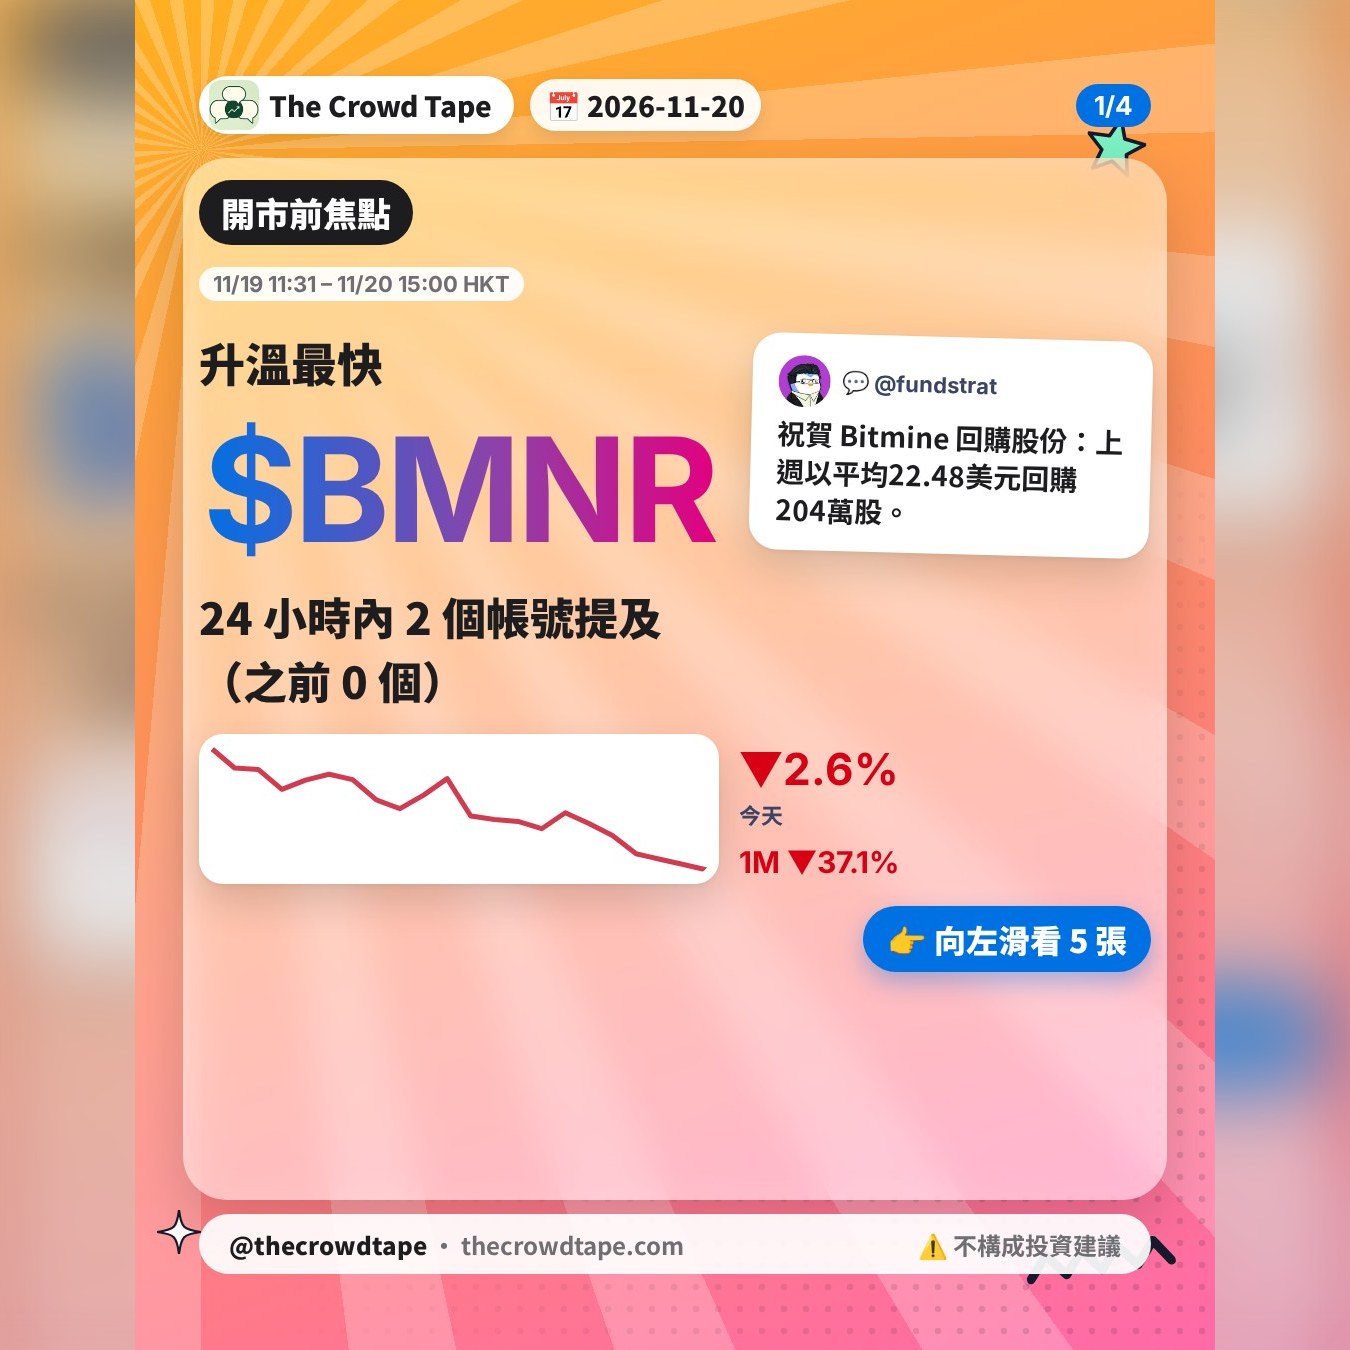 The Crowd Tape
July 17 2026-11-20
1/4
開市前焦點
11/19 11:31 – 11/20 15:00 HKT
升溫最快
$BMNR
💬 @fundstrat
祝賀 Bitmine 回購股份：上
週以平均22.48美元回購
204萬股。
24 小時內 2 個帳號提及
（之前 0 個）
▼2.6%
今天
1M ▼37.1%
👉 向左滑看 5 張
@thecrowdtape · thecrowdtape.com
⚠️ 不構成投資建議